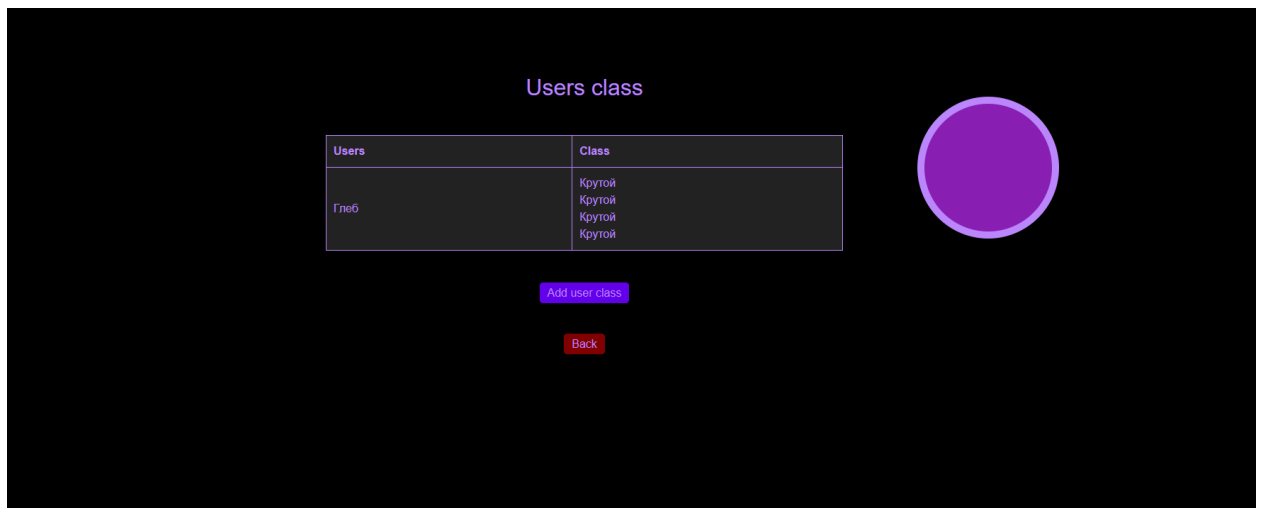 Users class
Users Class
Глеб
Крутой
Крутой
Крутой
Крутой
Add user class
Back